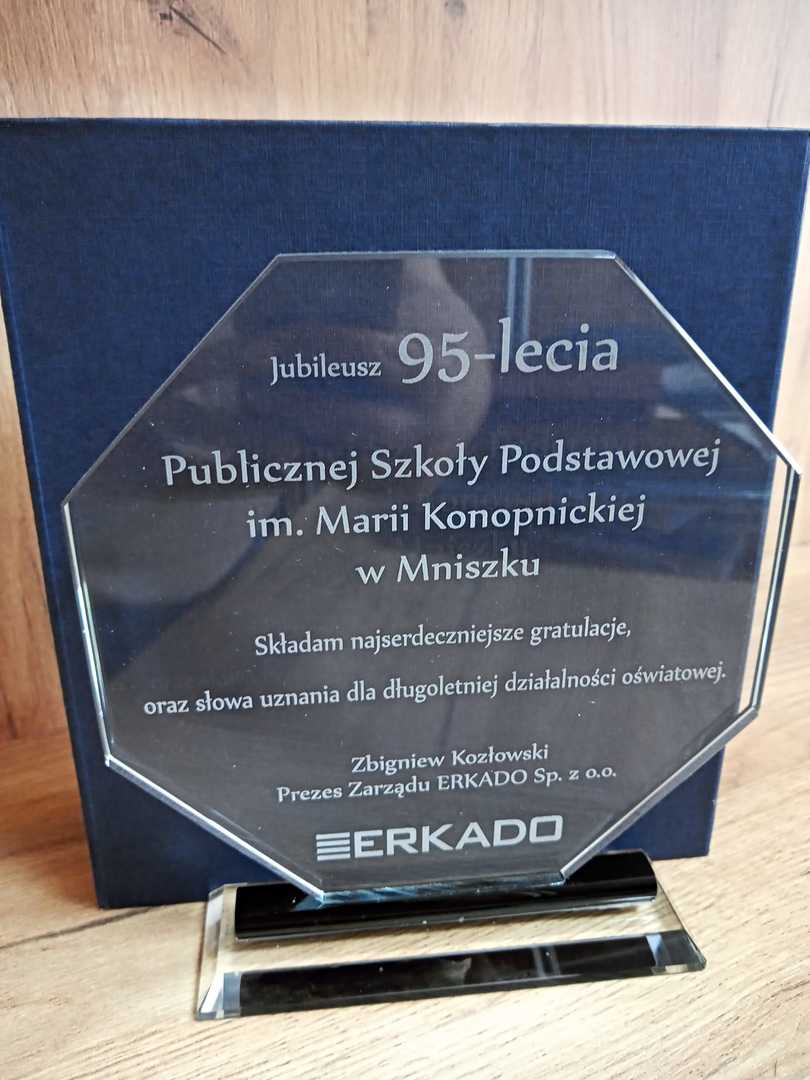 Jubileusz 95-lecia
Publicznej Szkoły Podstawowej
im. Marii Konopnickiej
w Mniszku
Składam najserdeczniejsze gratulacje,
oraz słowa uznania dla długoletniej działalności oświatowej.
Zbigniew Kozłowski
Prezes Zarządu ERKADO Sp. z o.o.
ERKADO